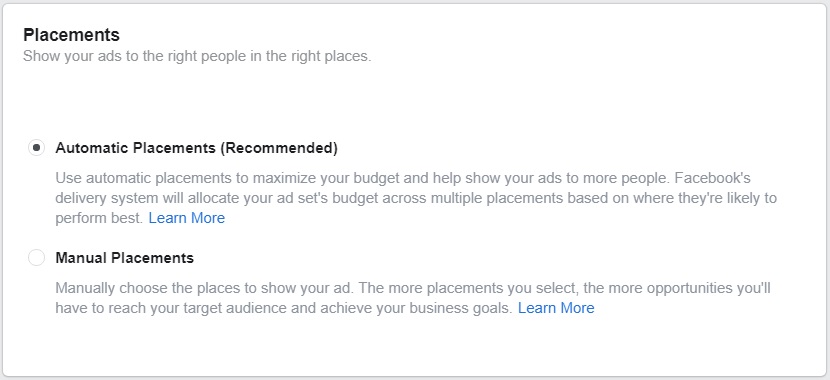 Placements
Show your ads to the right people in the right places.
Automatic Placements (Recommended)
Use automatic placements to maximize your budget and help show your ads to more people. Facebook's
delivery system will allocate your ad set's budget across multiple placements based on where they're likely to
perform best. Learn More
Manual Placements
Manually choose the places to show your ad. The more placements you select, the more opportunities you'll
have to reach your target audience and achieve your business goals. Learn More